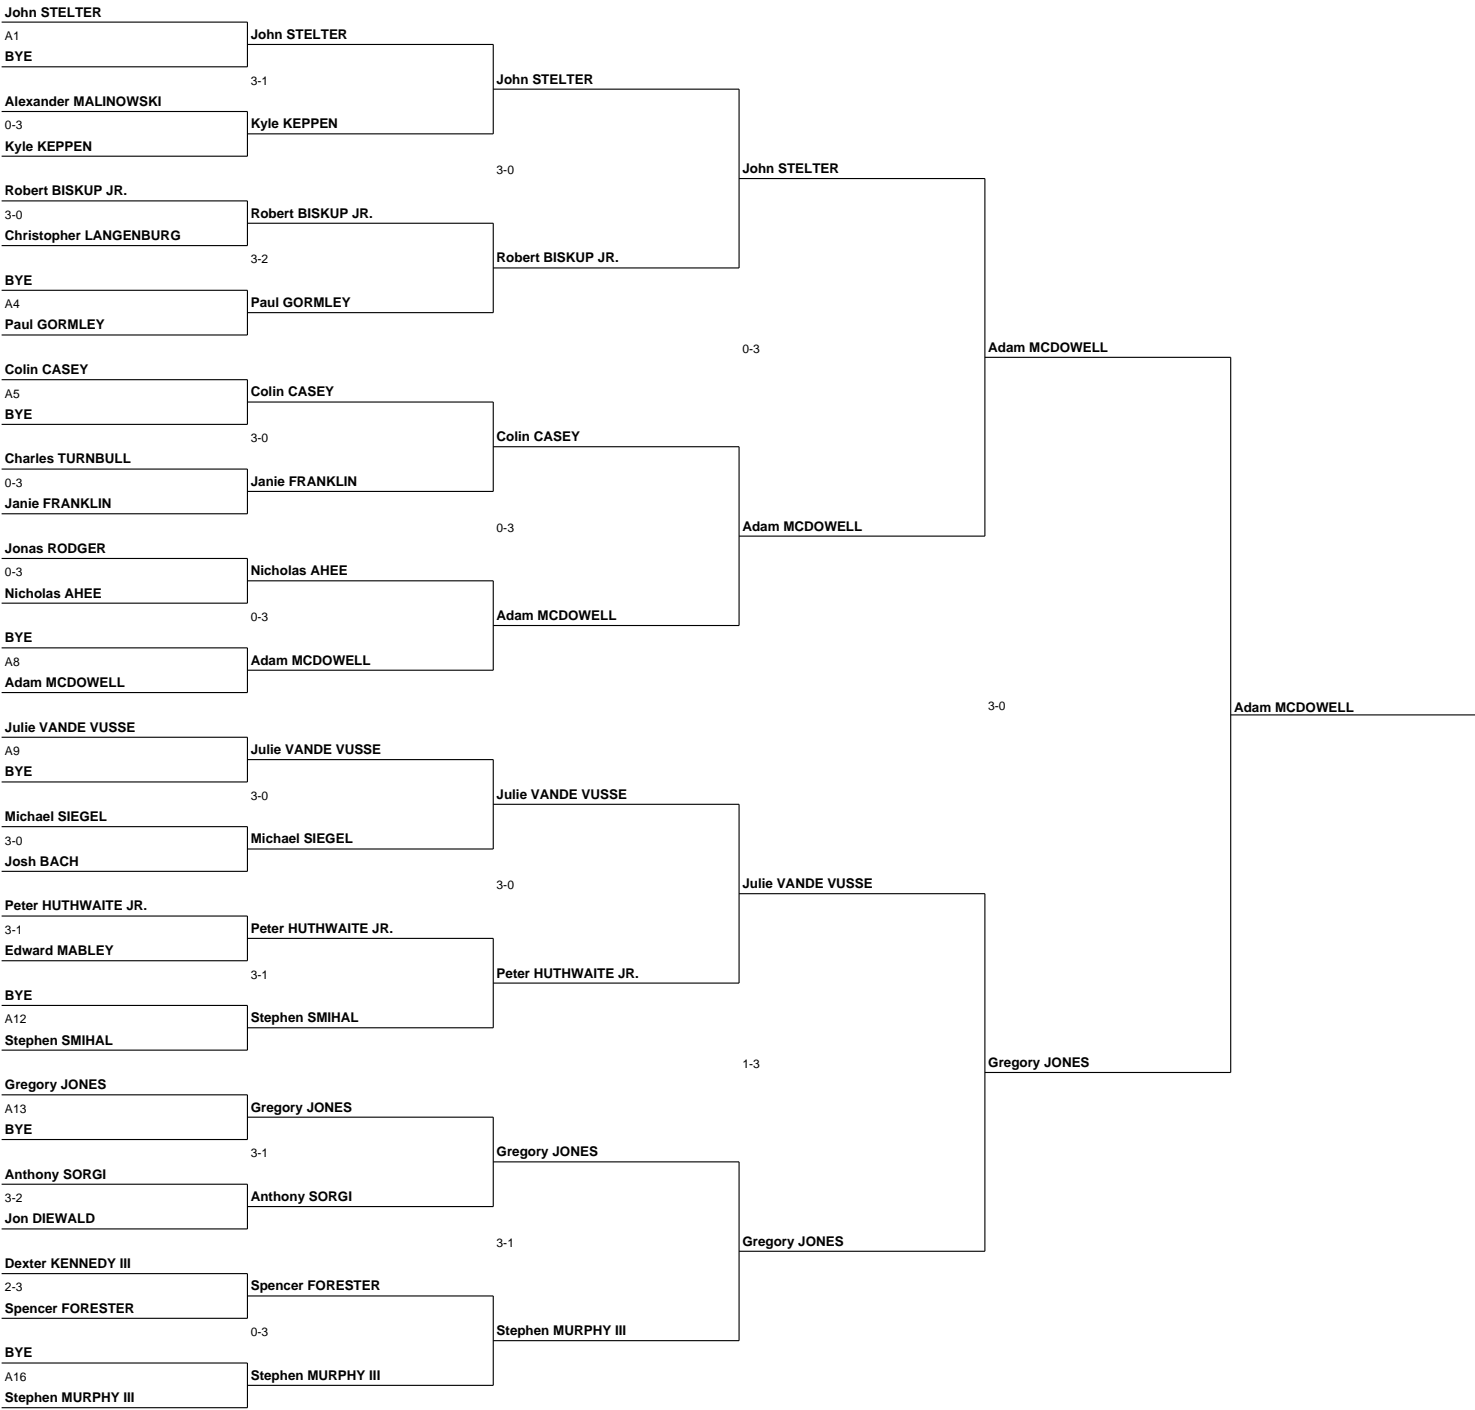 John STELTER
A1
BYE
Alexander MALINOWSKI
0-3
Kyle KEPPEN
Robert BISKUP JR.
3-0
Christopher LANGENBURG
BYE
A4
Paul GORMLEY
Colin CASEY
A5
BYE
Charles TURNBULL
0-3
Janie FRANKLIN
Jonas RODGER
0-3
Nicholas AHEE
BYE
A8
Adam MCDOWELL
Julie VANDE VUSSE
A9
BYE
Michael SIEGEL
3-0
Josh BACH
Peter HUTHWAITE JR.
3-1
Edward MABLEY
BYE
A12
Stephen SMIHAL
Gregory JONES
A13
BYE
Anthony SORGI
3-2
Jon DIEWALD
Dexter KENNEDY III
2-3
Spencer FORESTER
BYE
A16
Stephen MURPHY III
John STELTER
3-1
Kyle KEPPEN
Robert BISKUP JR.
3-2
Paul GORMLEY
Colin CASEY
3-0
Janie FRANKLIN
Nicholas AHEE
0-3
Adam MCDOWELL
Julie VANDE VUSSE
3-0
Michael SIEGEL
Peter HUTHWAITE JR.
3-1
Stephen SMIHAL
Gregory JONES
3-1
Anthony SORGI
Spencer FORESTER
0-3
Stephen MURPHY III
John STELTER
3-0
Robert BISKUP JR.
Colin CASEY
0-3
Adam MCDOWELL
Julie VANDE VUSSE
3-0
Peter HUTHWAITE JR.
Gregory JONES
3-1
Stephen MURPHY III
John STELTER
0-3
Adam MCDOWELL
Julie VANDE VUSSE
1-3
Gregory JONES
Adam MCDOWELL
3-0
Gregory JONES
Adam MCDOWELL